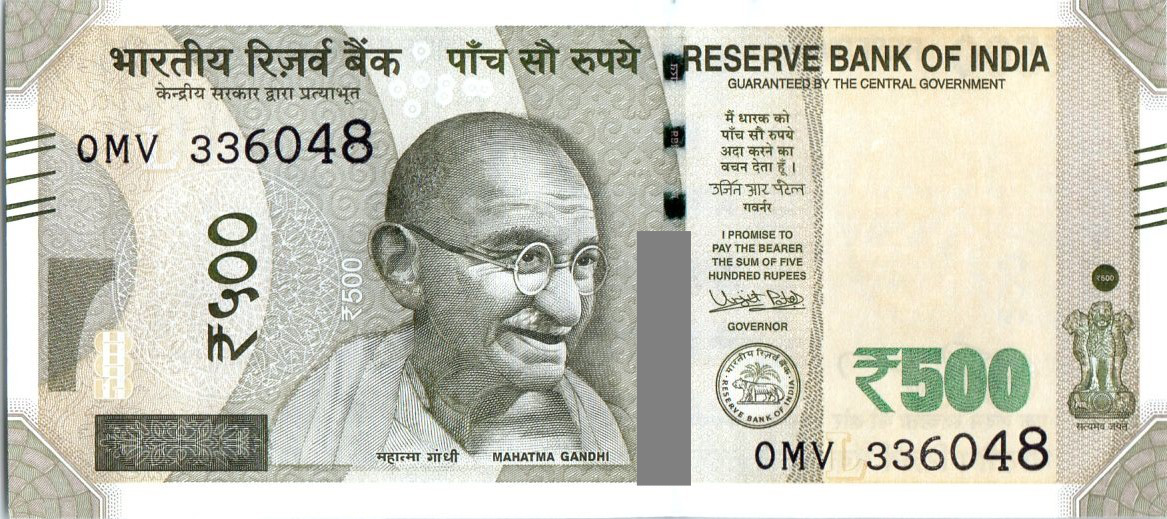 भारतीय रिज़र्व बैंक
पाँच सौ रुपये
RESERVE BANK OF INDIA
केन्द्रीय सरकार द्वारा प्रत्याभूत
GUARANTEED BY THE CENTRAL GOVERNMENT
0MV 336048
₹५००
₹500
मैं धारक को
पाँच सौ रुपये
अदा करने का
वचन देता हूँ ।
उर्जित आर पटेल
गवर्नर
I PROMISE TO
PAY THE BEARER
THE SUM OF FIVE
HUNDRED RUPEES
Urjit Patel
GOVERNOR
भारतीय रिज़र्व बैंक
RESERVE BANK OF INDIA
₹500
₹500
सत्यमेव जयते
महात्मा गांधी
MAHATMA GANDHI
0MV 336048